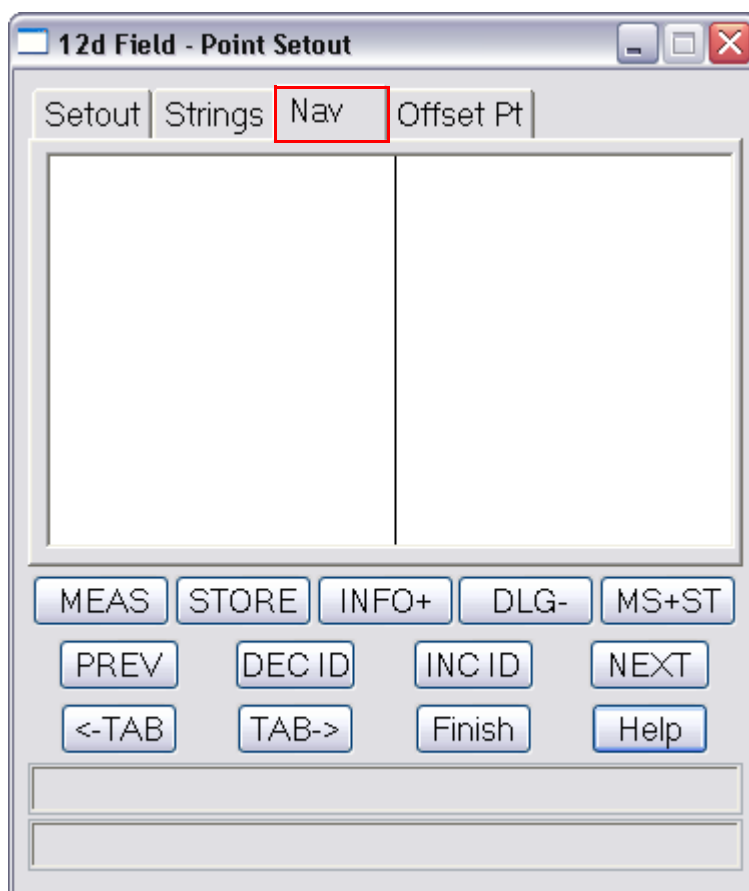 12d Field - Point Setout
Setout Strings Nav Offset Pt
MEAS STORE INFO+ DLG- MS+ST
PREV DEC ID INC ID NEXT
<-TAB TAB-> Finish Help